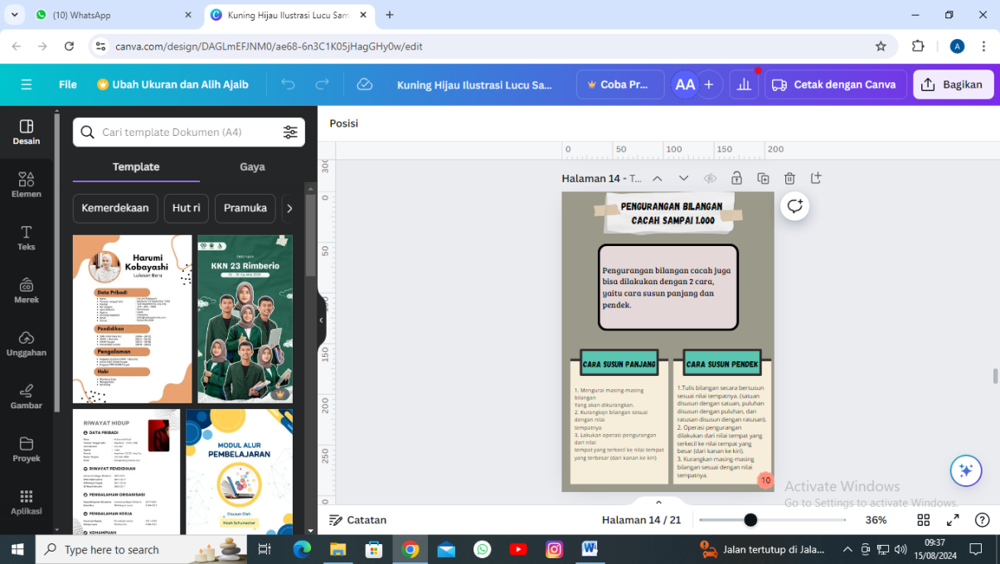 (10) WhatsApp
Kuning Hijau Ilustrasi Lucu Sam
canva.com/design/DAGLmEFJNM0/ae68-6n3C1K05jHagGHy0w/edit
A
File
Ubah Ukuran dan Alih Ajaib
Kuning Hijau Ilustrasi Lucu Sa...
Coba Pr...
AA
Cetak dengan Canva
Bagikan
Desain
Elemen
Teks
Merek
Unggahan
Gambar
Proyek
Aplikasi
Cari template Dokumen (A4)
Template
Gaya
Kemerdekaan
Hut ri
Pramuka
Harumi
Kobayashi
Lulusan Baru
Data Pribadi
Pendidikan
Pengalaman
Hobi
KKN 23 Rimberio
RIWAYAT HIDUP
DATA PRIBADI
RIWAYAT PENDIDIKAN
PENGALAMAN ORGANISASI
PENGALAMAN KERJA
KEMAMPUAN
MODUL ALUR
PEMBELAJARAN
Disusun Oleh:
Posisi
0 50 100 150 200
300
0
50
150
200
250
Halaman 14 - T...
PENGURANGAN BILANGAN
CACAH SAMPAI 1.000
Pengurangan bilangan cacah juga
bisa dilakukan dengan 2 cara,
yaitu cara susun panjang dan
pendek.
CARA SUSUN PANJANG
1. Mengurai masing-masing
bilangan
Yang akan dikurangkan.
2. Kurangkqn bilangan sesuai
dengan nilai
tempatnya
3. Lakukan operasi pengurangan
dari nilai
tempat yang terkecil ke nilai tempat
yang terbesar (dari kanan ke kiri)
CARA SUSUN PENDEK
1.Tulis bilangan secara bersusun
sesuai nilai tempatnya. (satuan
disusun dengan satuan, puluhan
disusun dengan puluhan, dan
ratusan disusun dengan ratusan).
2. Operasi pengurangan
dilakukan dari nilai tempat yang
terkecil ke nilai tempat yang
besar (dari kanan ke kiri).
3. Kurangkan masing-masing
bilangan sesuai dengan nilai
tempatnya.
10
Activate Windows
Go to Settings to activate Windows.
Catatan
Halaman 14 / 21
36%
Type here to search
Jalan tertutup di Jala...
09:37
15/08/2024